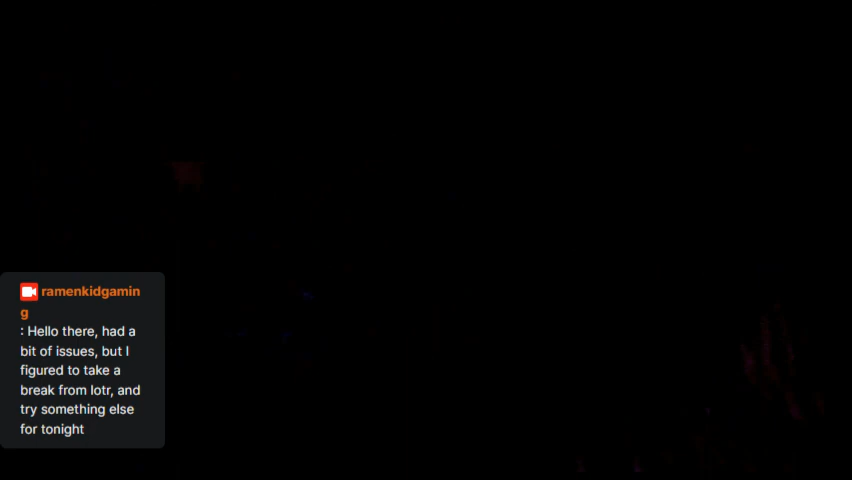 ramenkidgamin
g
: Hello there, had a
bit of issues, but I
figured to take a
break from lotr, and
try something else
for tonight